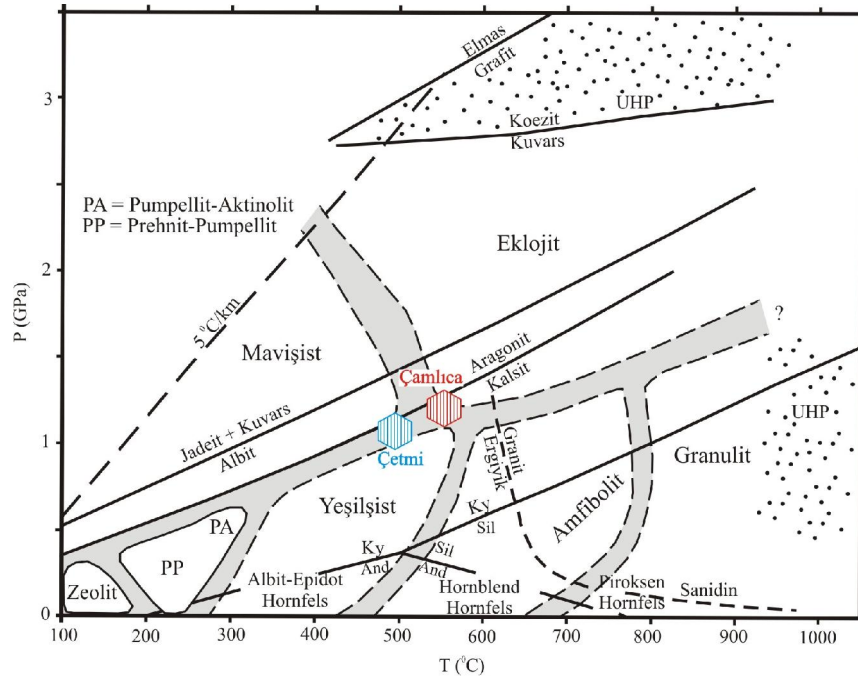 Elmas
Grafit
3
UHP
Koezit
Kuvars
PA = Pumpellit-Aktinolit
PP = Prehnit-Pumpellit
Eklojit
2
P (GPa)
5 °C/km
?
Mavişist
Aragonit
Kalsit
Çamlıca
UHP
Jadeit + Kuvars
Albit
1
Çetmi
Granit
Ergiyik
Granulit
Yeşilşist
Ky
Sil
Amfibolit
PA
PP
Ky
And
Sil
And
Zeolit
Albit-Epidot
Hornfels
Hornblend
Hornfels
Piroksen
Hornfels
Sanidin
0
100 200 300 400 500 600 700 800 900 1000
T (°C)